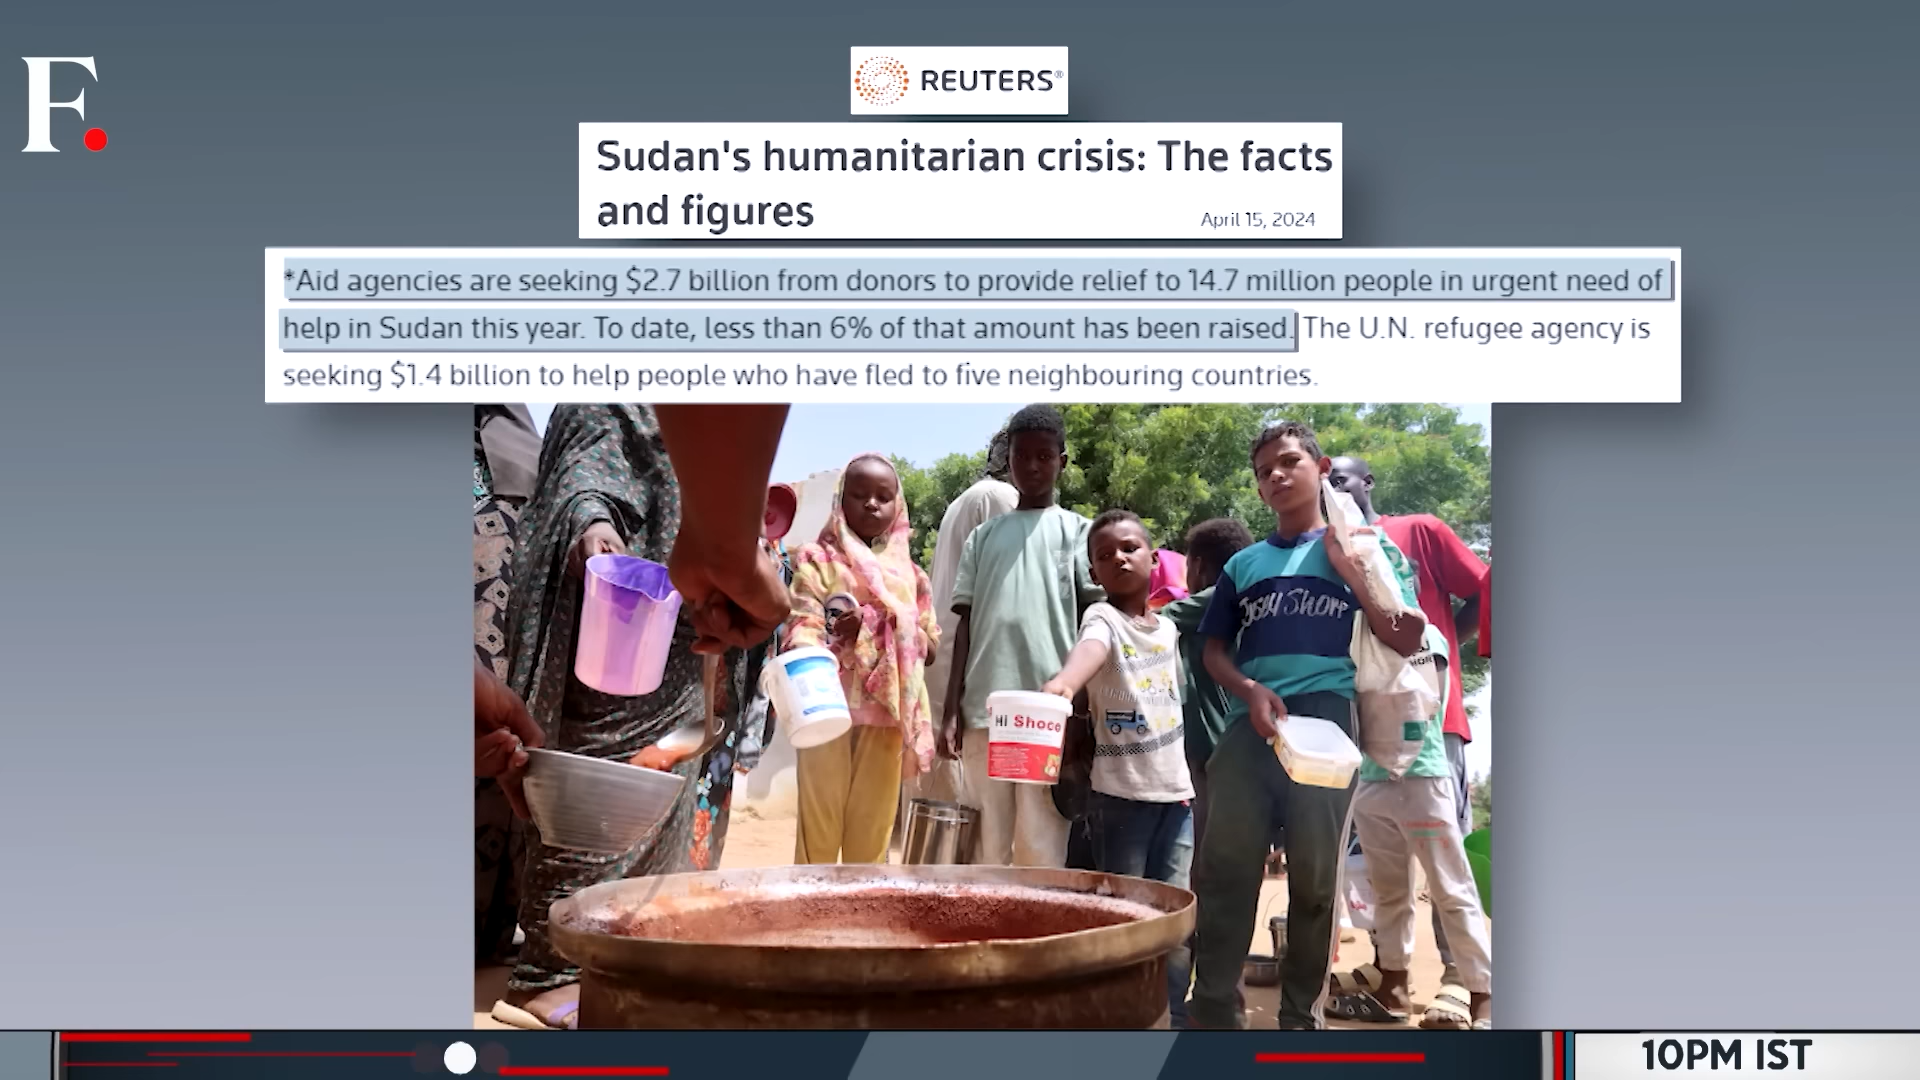 F.
REUTERS®
Sudan's humanitarian crisis: The facts
and figures
April 15, 2024
*Aid agencies are seeking $2.7 billion from donors to provide relief to 14.7 million people in urgent need of
help in Sudan this year. To date, less than 6% of that amount has been raised. The U.N. refugee agency is
seeking $1.4 billion to help people who have fled to five neighbouring countries.
Hi Shoco
10PM IST